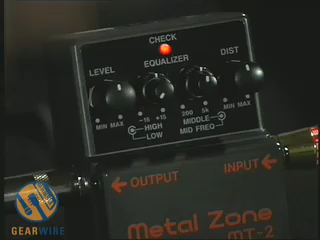 CHECK
LEVEL
EQUALIZER
DIST
MIN MAX
-15 +15
200 5k
MIN MAX
HIGH
LOW
MIDDLE
MID FREQ
← OUTPUT
INPUT ←
Metal Zone
MT-2
GEARWIRE